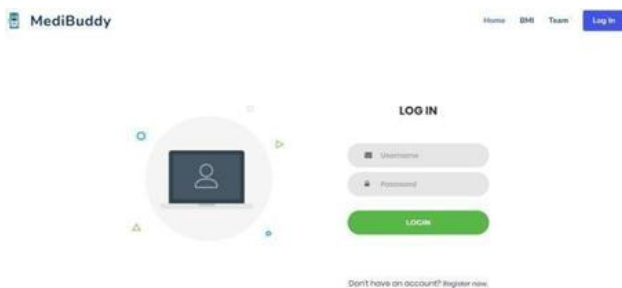 MediBuddy
Home BMI Team Log In
LOG IN
Username
Password
LOGIN
Don't have an account? Register now.